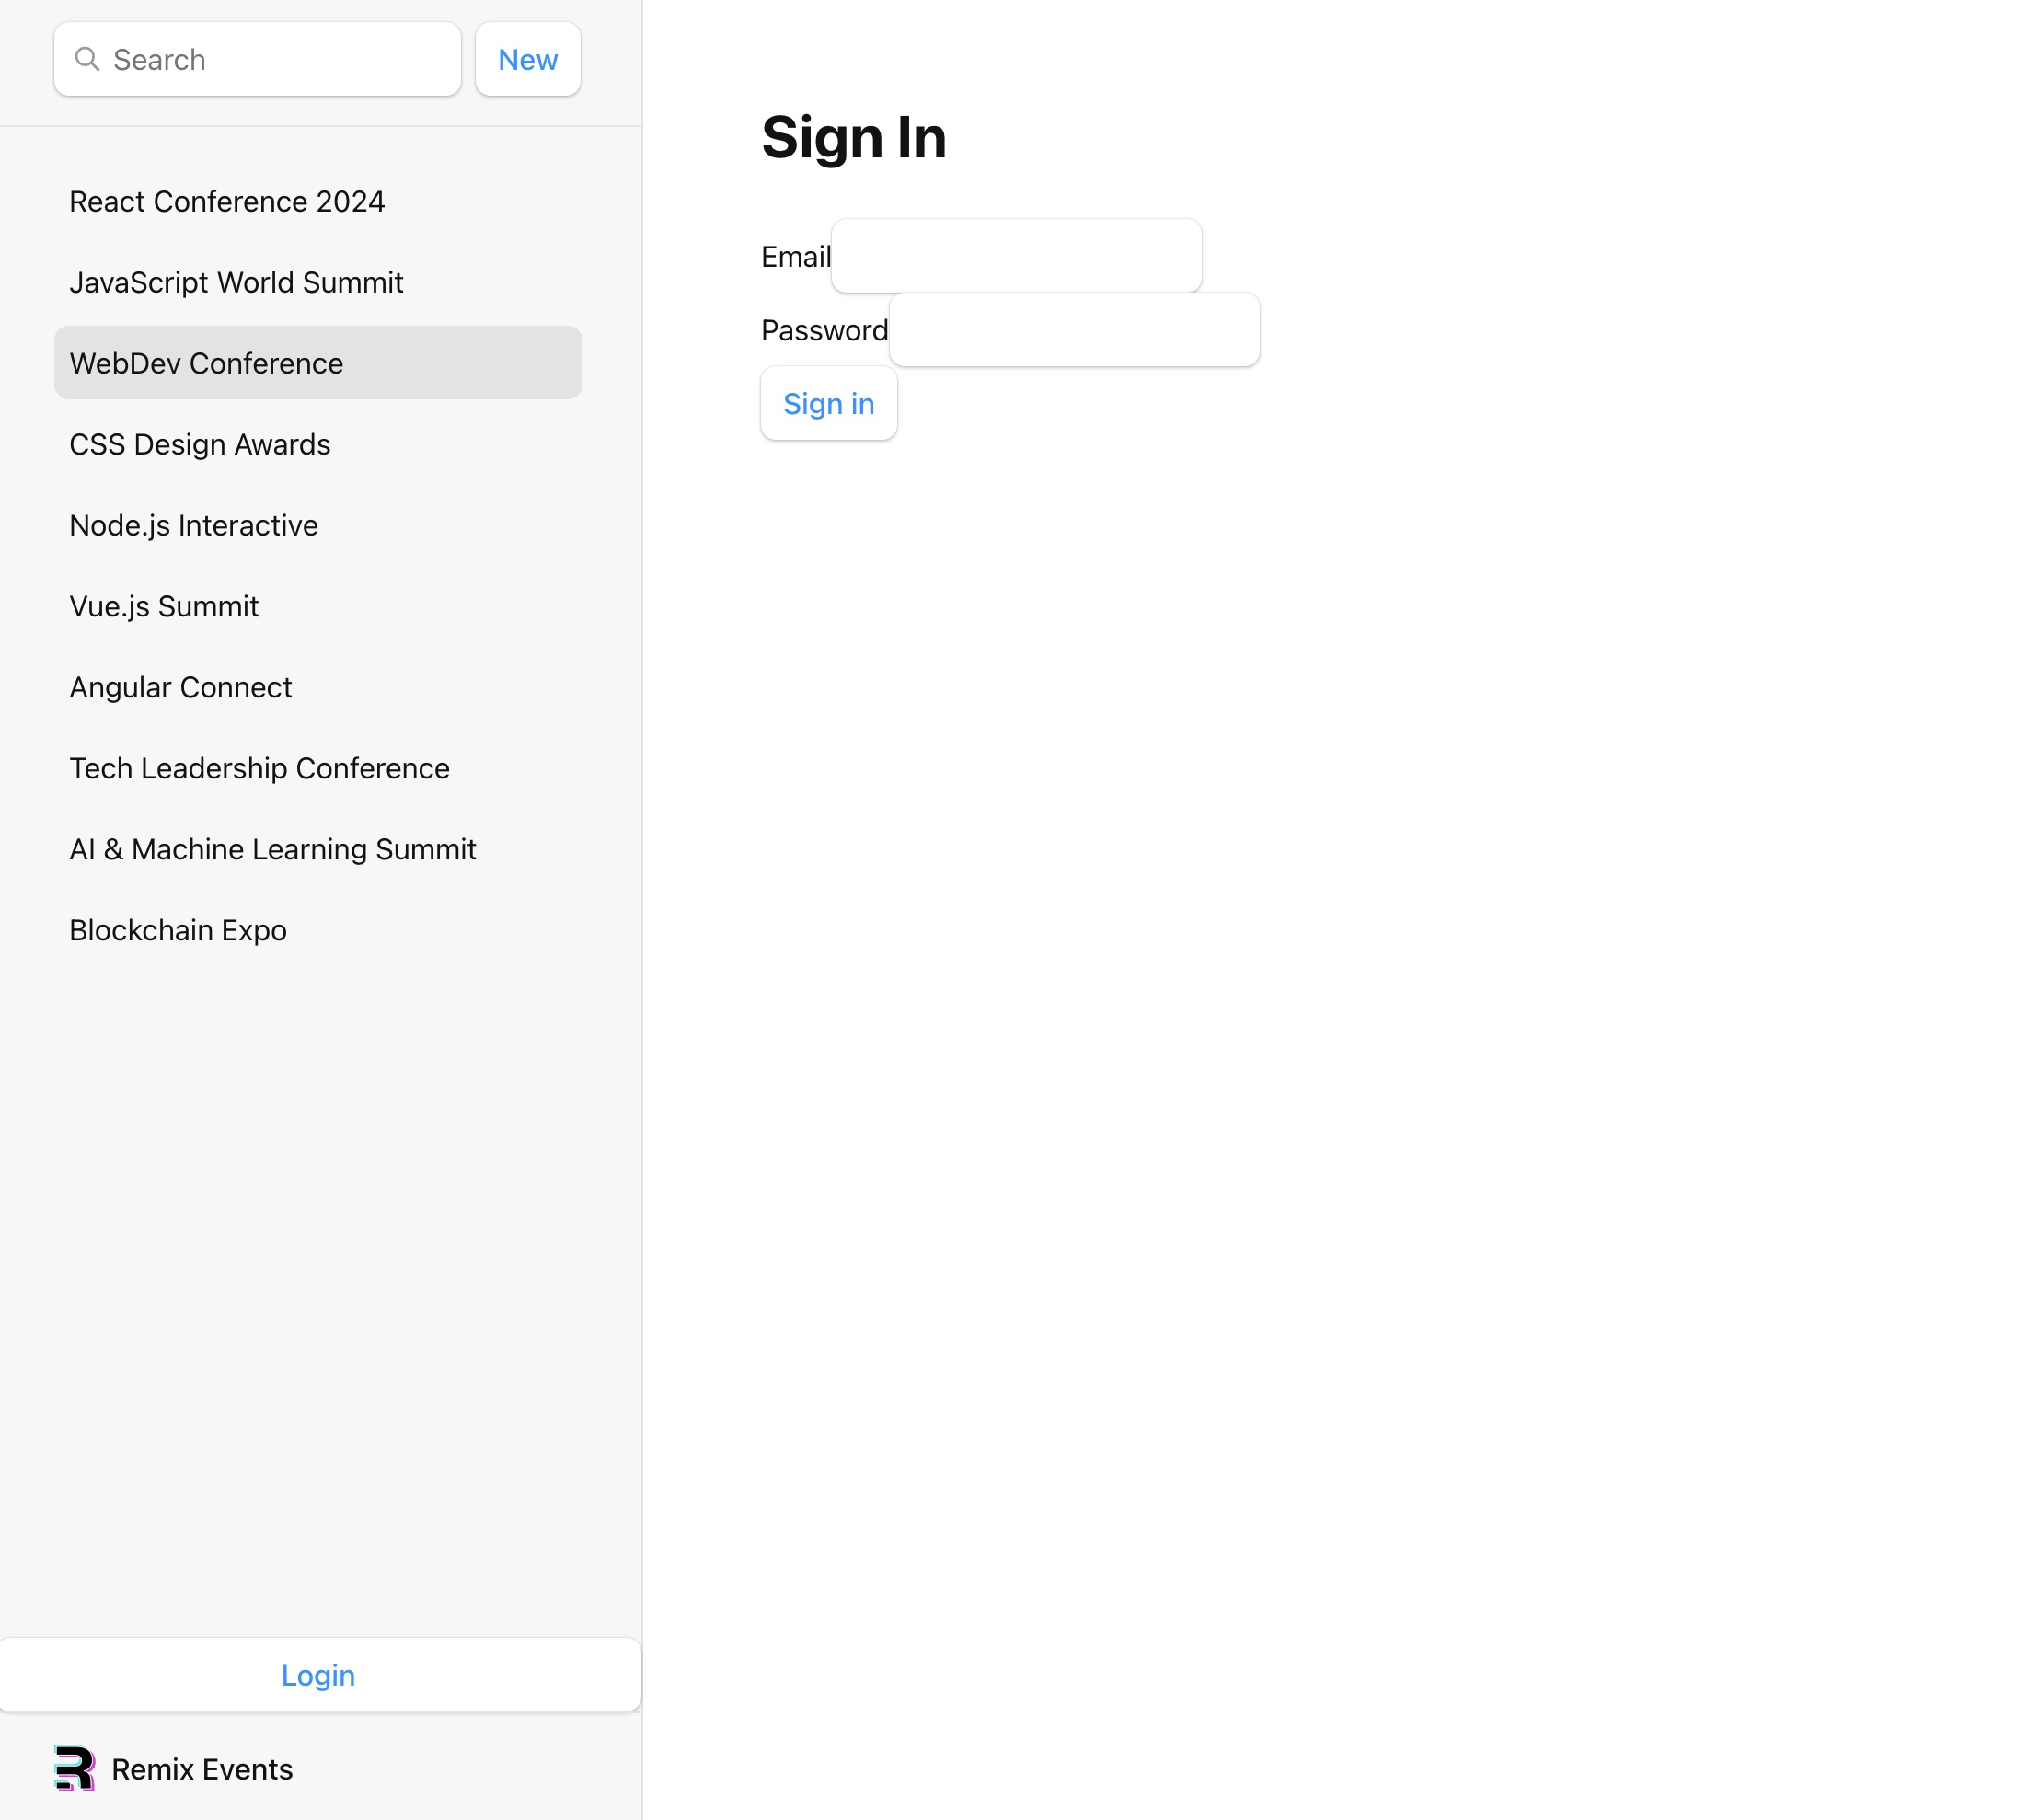 Search
New
React Conference 2024
JavaScript World Summit
WebDev Conference
CSS Design Awards
Node.js Interactive
Vue.js Summit
Angular Connect
Tech Leadership Conference
AI & Machine Learning Summit
Blockchain Expo
Login
Remix Events
Sign In
Email
Password
Sign in